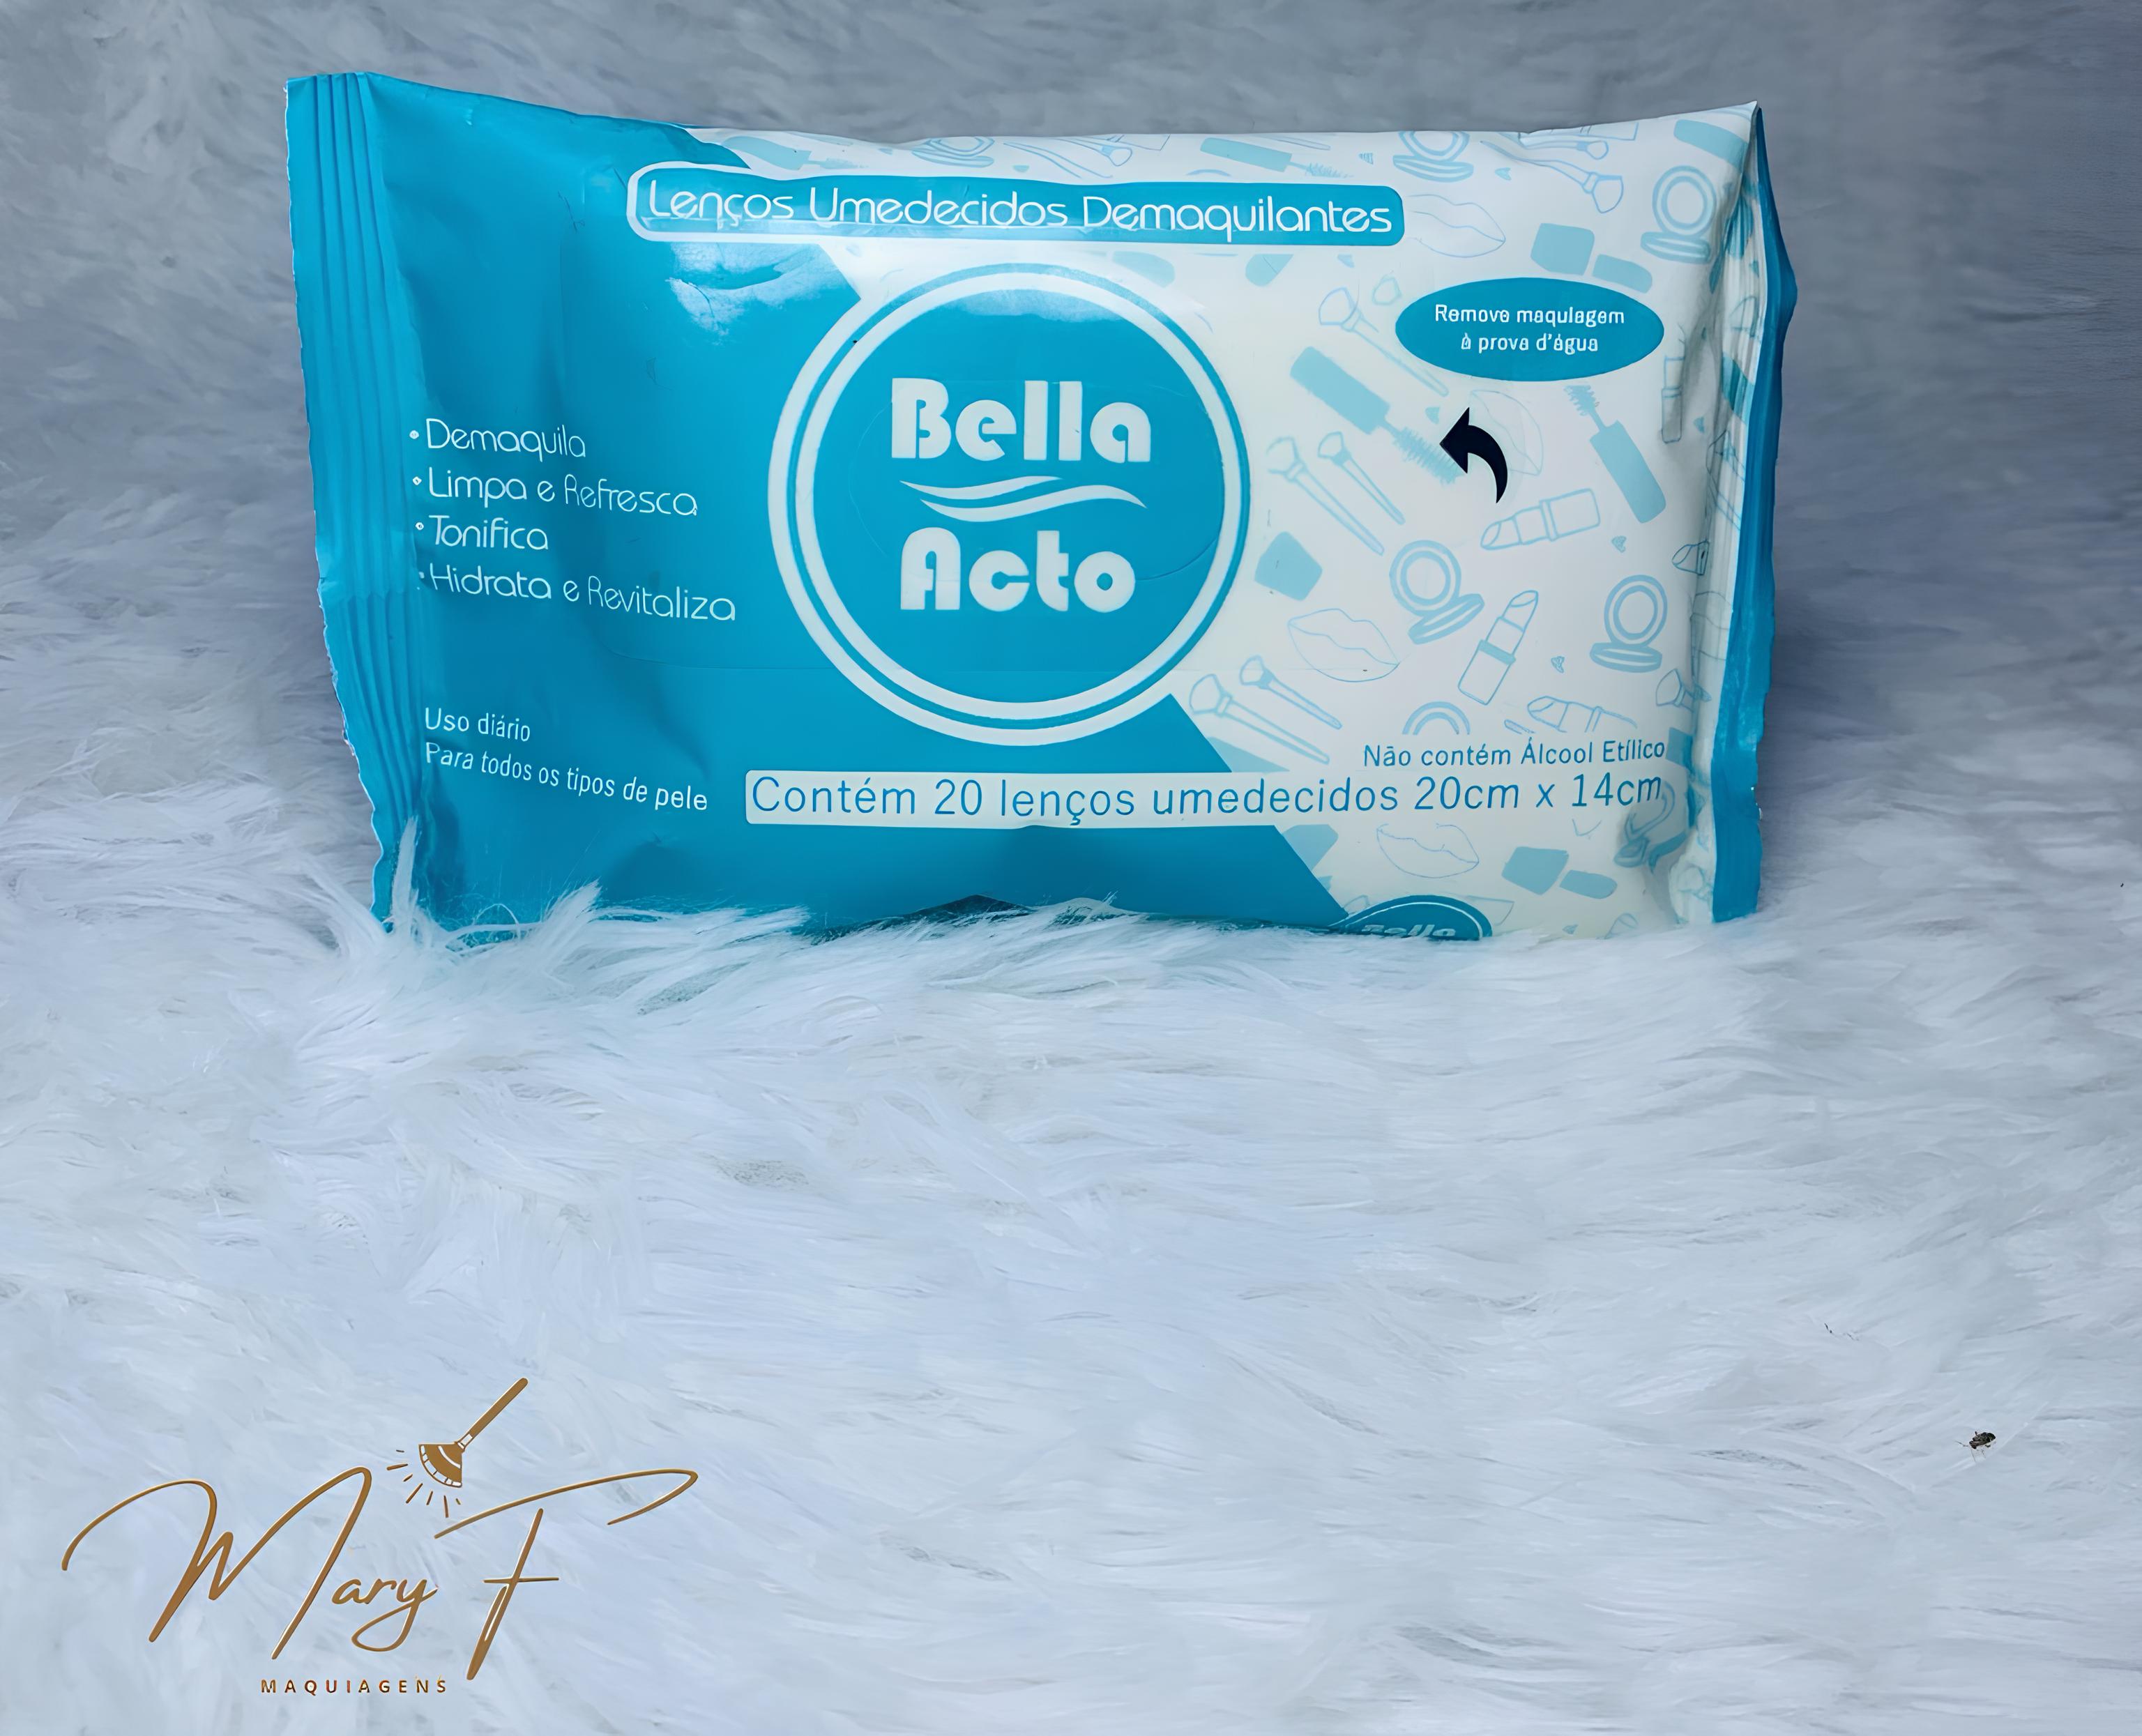 Lenços Umedecidos Demaquilantes
Remove maquiagem
à prova d'água
Bella
Acto
• Demaquila
• Limpa e Refresca
• Tonifica
• Hidrata e Revitaliza
Uso diário
Para todos os tipos de pele
Não contém Álcool Etílico
Contém 20 lenços umedecidos 20cm x 14cm
Bella
Mary F
MAQUIAGENS